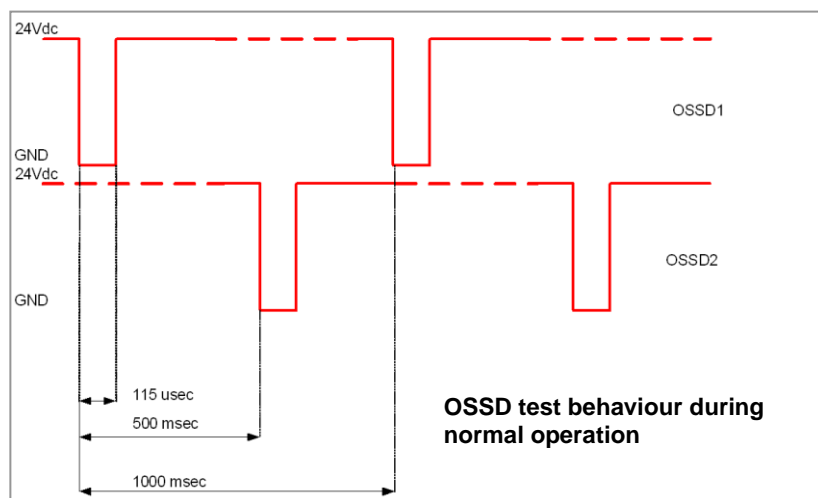 24Vdc
OSSD1
GND
24Vdc
OSSD2
GND
115 usec
500 msec
OSSD test behaviour during
normal operation
1000 msec